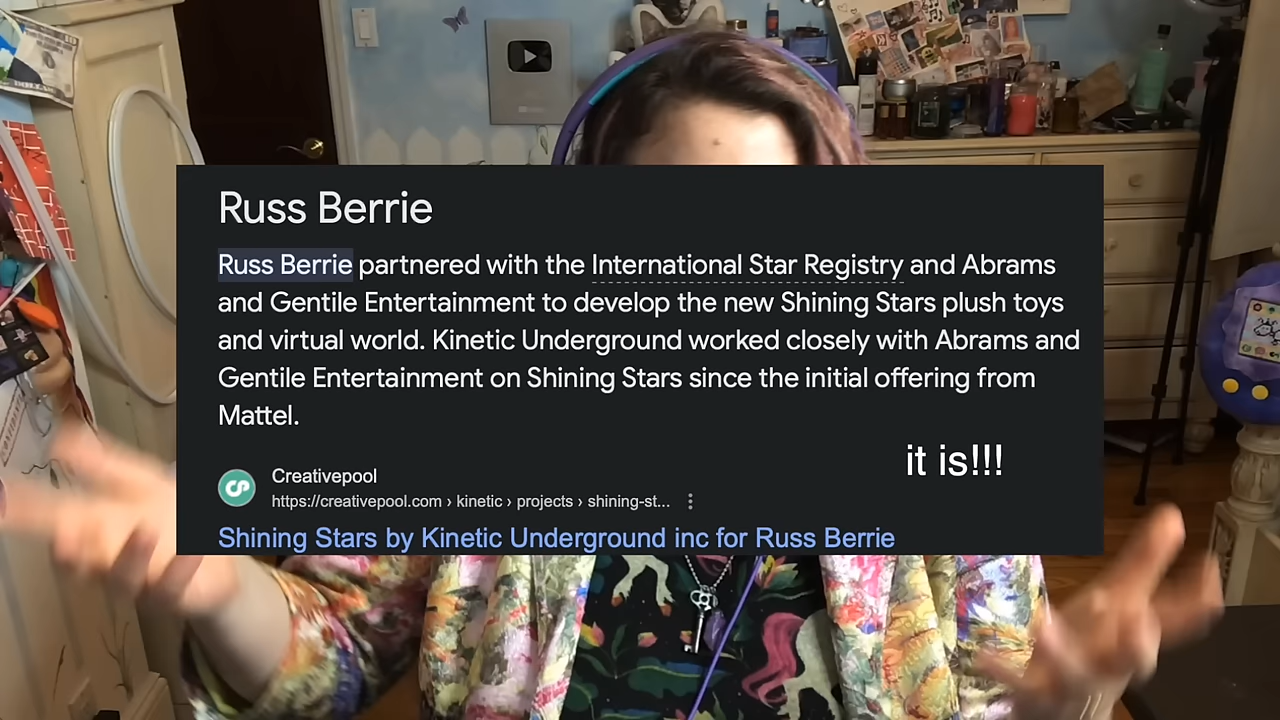 Russ Berrie
Russ Berrie partnered with the International Star Registry and Abrams
and Gentile Entertainment to develop the new Shining Stars plush toys
and virtual world. Kinetic Underground worked closely with Abrams and
Gentile Entertainment on Shining Stars since the initial offering from
Mattel.
it is!!!
Creativepool
https://creativepool.com › kinetic › projects › shining-st...
Shining Stars by Kinetic Underground inc for Russ Berrie